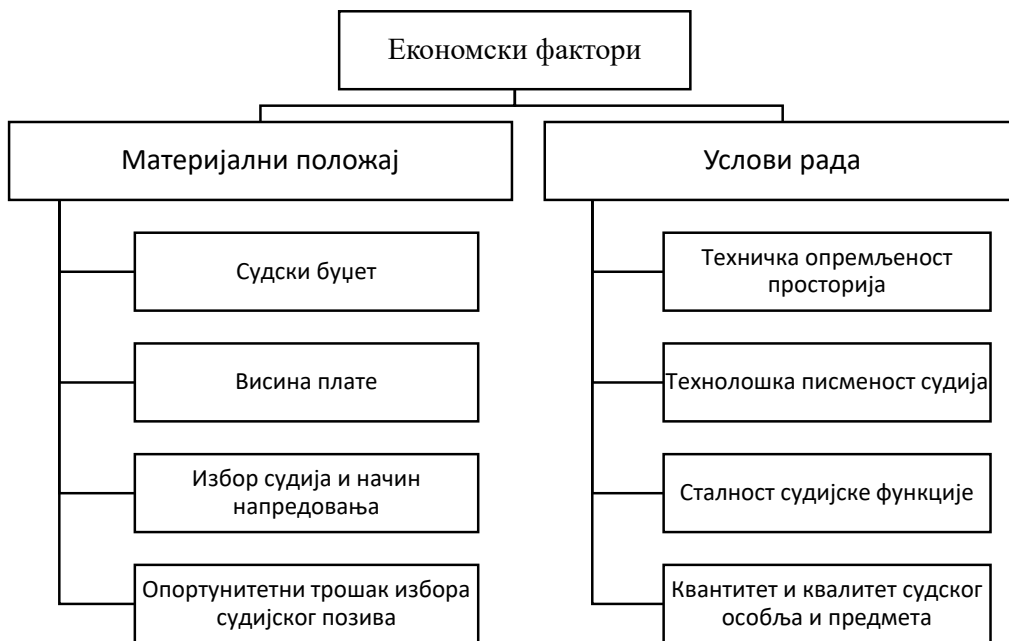 Економски фактори
Материјални положај
Судски буџет
Висина плате
Избор судија и начин
напредовања
Опортунитетни трошак избора
судијског позива
Услови рада
Техничка опремљеност
просторија
Технолошка писменост судија
Сталност судијске функције
Квантитет и квалитет судског
особља и предмета